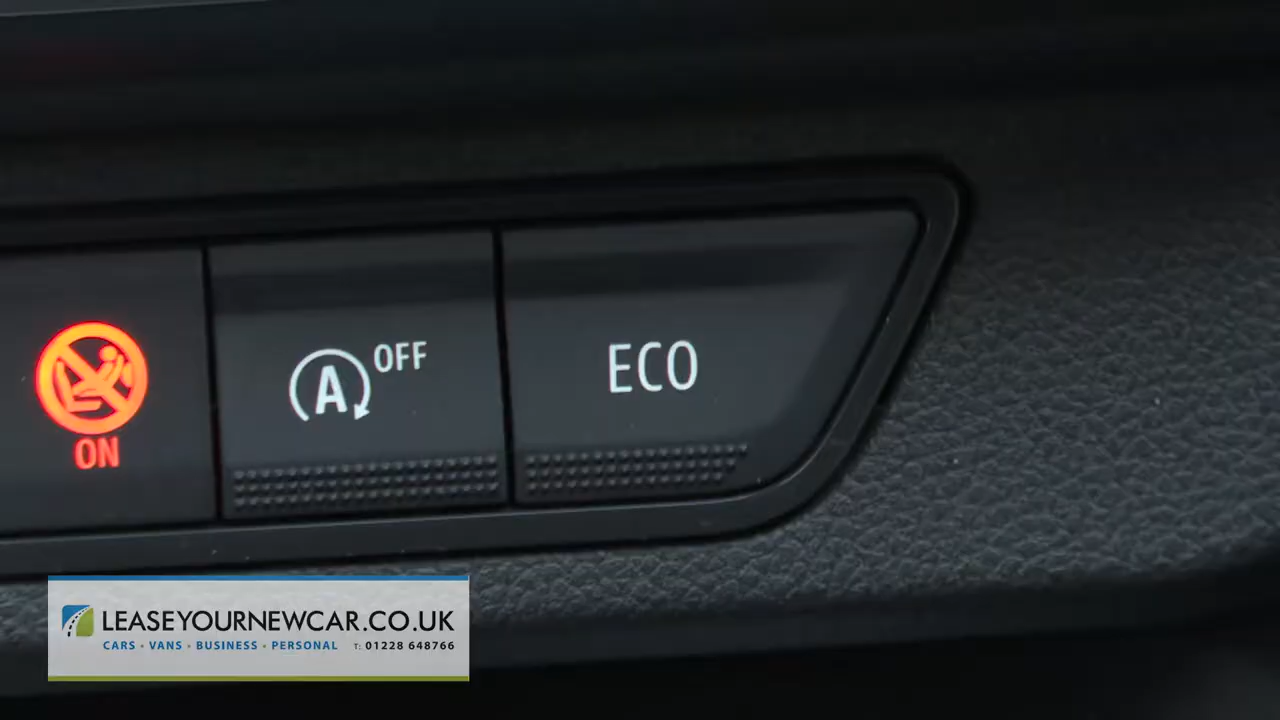 OFF
A
ECO
ON
LEASEYOURNEWCAR.CO.UK
CARS • VANS • BUSINESS • PERSONAL T: 01228 648766